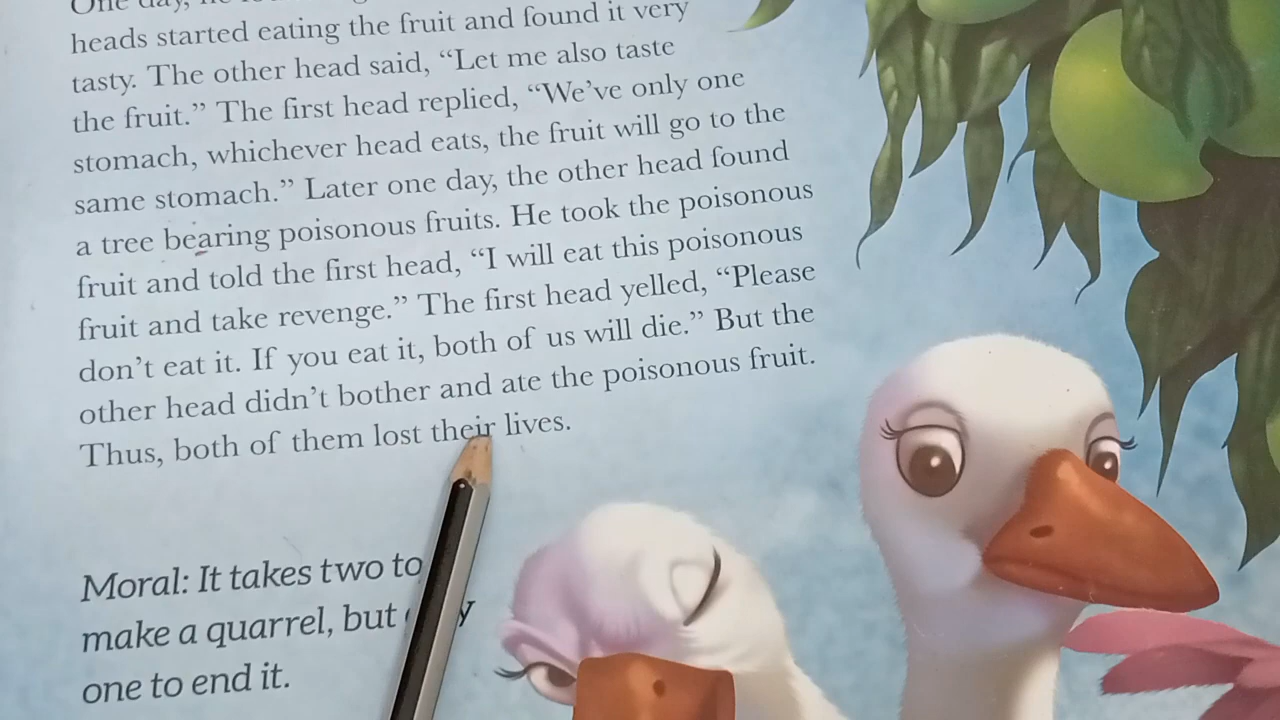 One day, he
heads started eating the fruit and found it very
tasty. The other head said, “Let me also taste
the fruit.” The first head replied, “We’ve only one
stomach, whichever head eats, the fruit will go to the
same stomach.” Later one day, the other head found
a tree bearing poisonous fruits. He took the poisonous
fruit and told the first head, “I will eat this poisonous
fruit and take revenge.” The first head yelled, “Please
don’t eat it. If you eat it, both of us will die.” But the
other head didn’t bother and ate the poisonous fruit.
Thus, both of them lost their lives.
Moral: It takes two to
make a quarrel, but
one to end it.